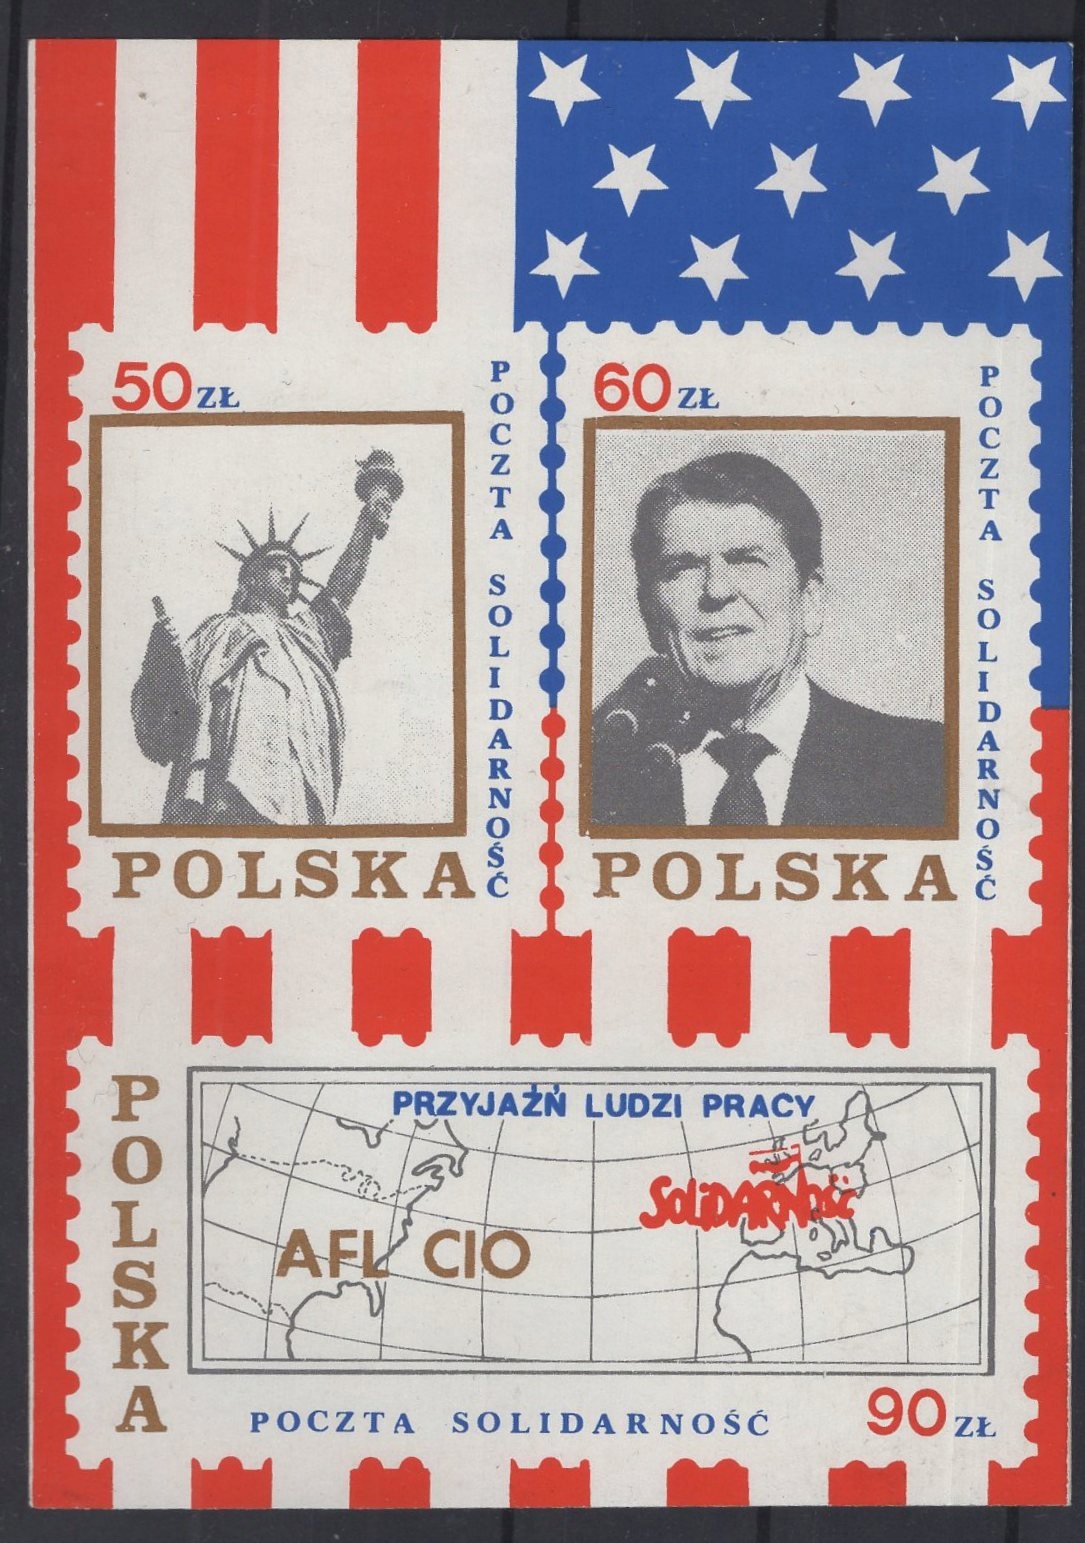 50 ZŁ
POCZTA SOLIDARNOŚĆ
POLSKA
60 ZŁ
POCZTA SOLIDARNOŚĆ
POLSKA
POLSKA
PRZYJAŹŃ LUDZI PRACY
SOLIDARNOŚĆ
AFL CIO
POCZTA SOLIDARNOŚĆ
90 ZŁ